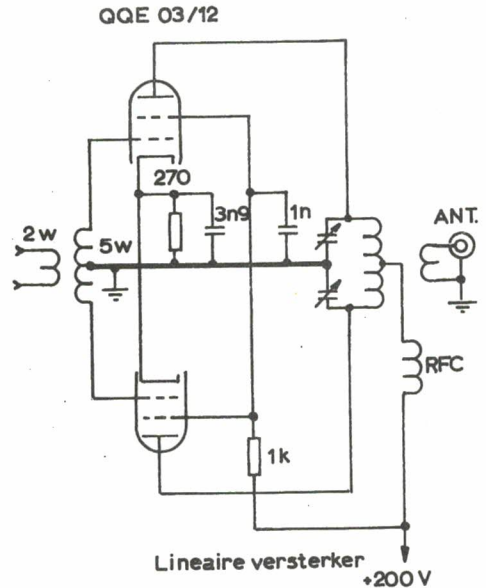 QQE 03/12
270
3n9
1n
2w
5w
ANT.
RFC
1k
Lineaire versterker
+200 V